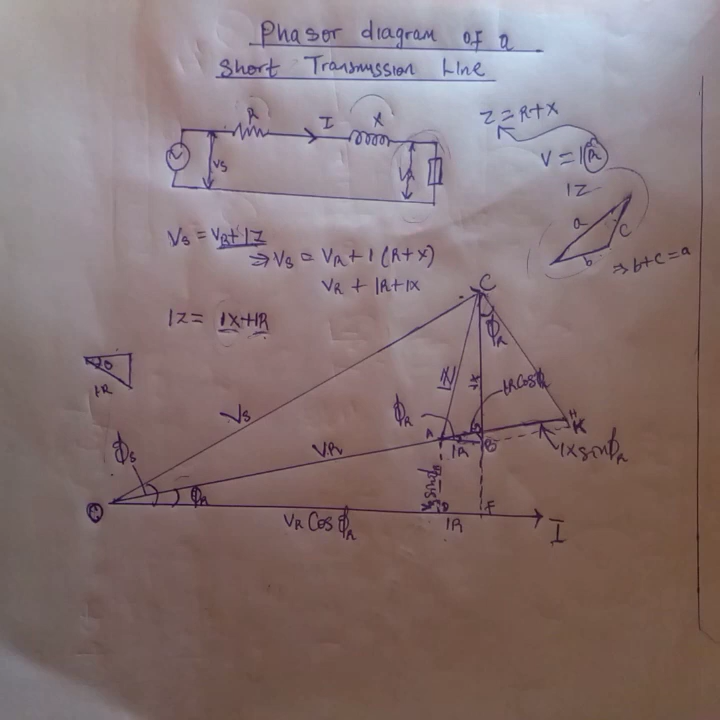 Phasor diagram of a
Short Transmission Line
R I X
Vs
Z = R+X
V = IR
IZ
a c
b
⇒ b+c = a
Vs = VR + IZ
⇒ Vs = VR + I (R+X)
VR + IR + IX
IZ = IX + IR
IR
C
ϕR
IZ
IX
IR Cos ϕR
Vs
ϕR
VR
A
IR
B
IX sin ϕR
ϕs
ϕR
O
VR Cos ϕR
IR
F
I